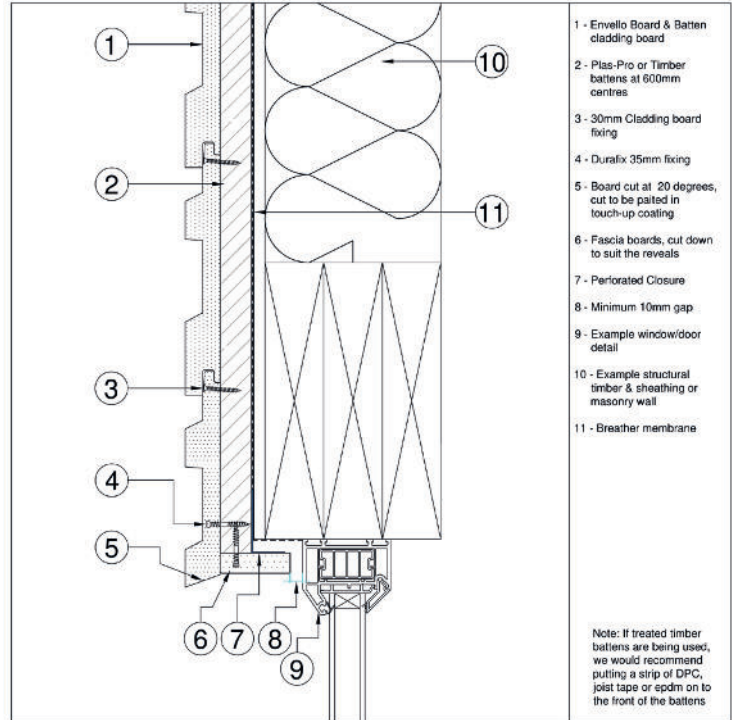 1
2
3
4
5
6
7
8
9
10
11
1 - Envello Board & Batten
cladding board
2 - Plas-Pro or Timber
battens at 600mm
centres
3 - 30mm Cladding board
fixing
4 - Durafix 35mm fixing
5 - Board cut at 20 degrees,
cut to be paited in
touch-up coating
6 - Fascia boards, cut down
to suit the reveals
7 - Perforated Closure
8 - Minimum 10mm gap
9 - Example window/door
detail
10 - Example structural
timber & sheathing or
masonry wall
11 - Breather membrane
Note: If treated timber
battens are being used,
we would recommend
putting a strip of DPC,
joist tape or epdm on to
the front of the battens